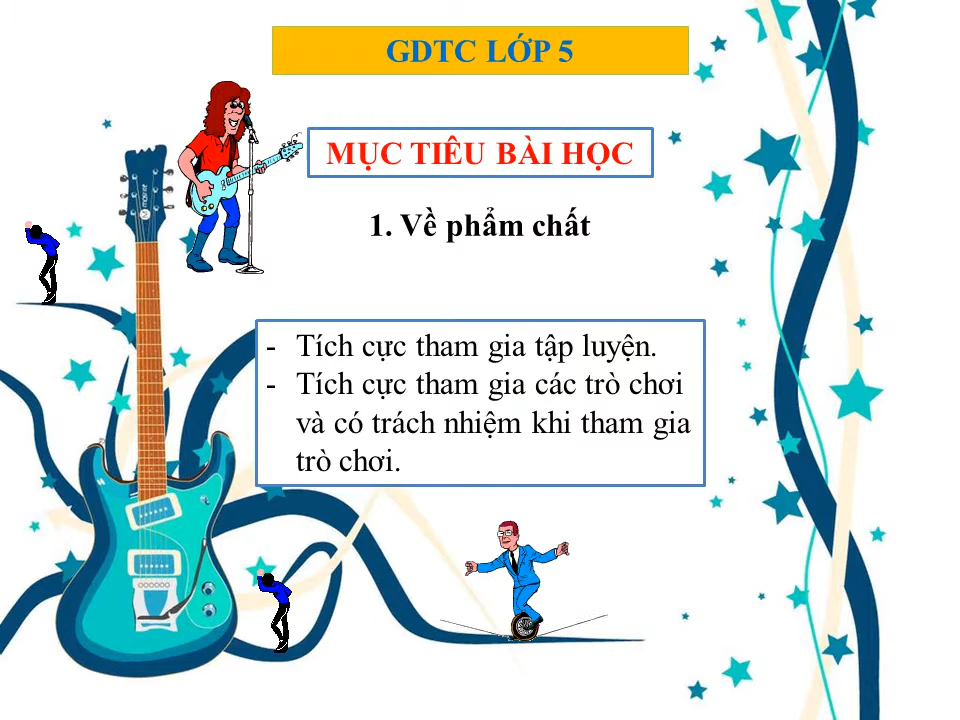 GDTC LỚP 5
MỤC TIÊU BÀI HỌC
1. Về phẩm chất
- Tích cực tham gia tập luyện.
- Tích cực tham gia các trò chơi
và có trách nhiệm khi tham gia
trò chơi.